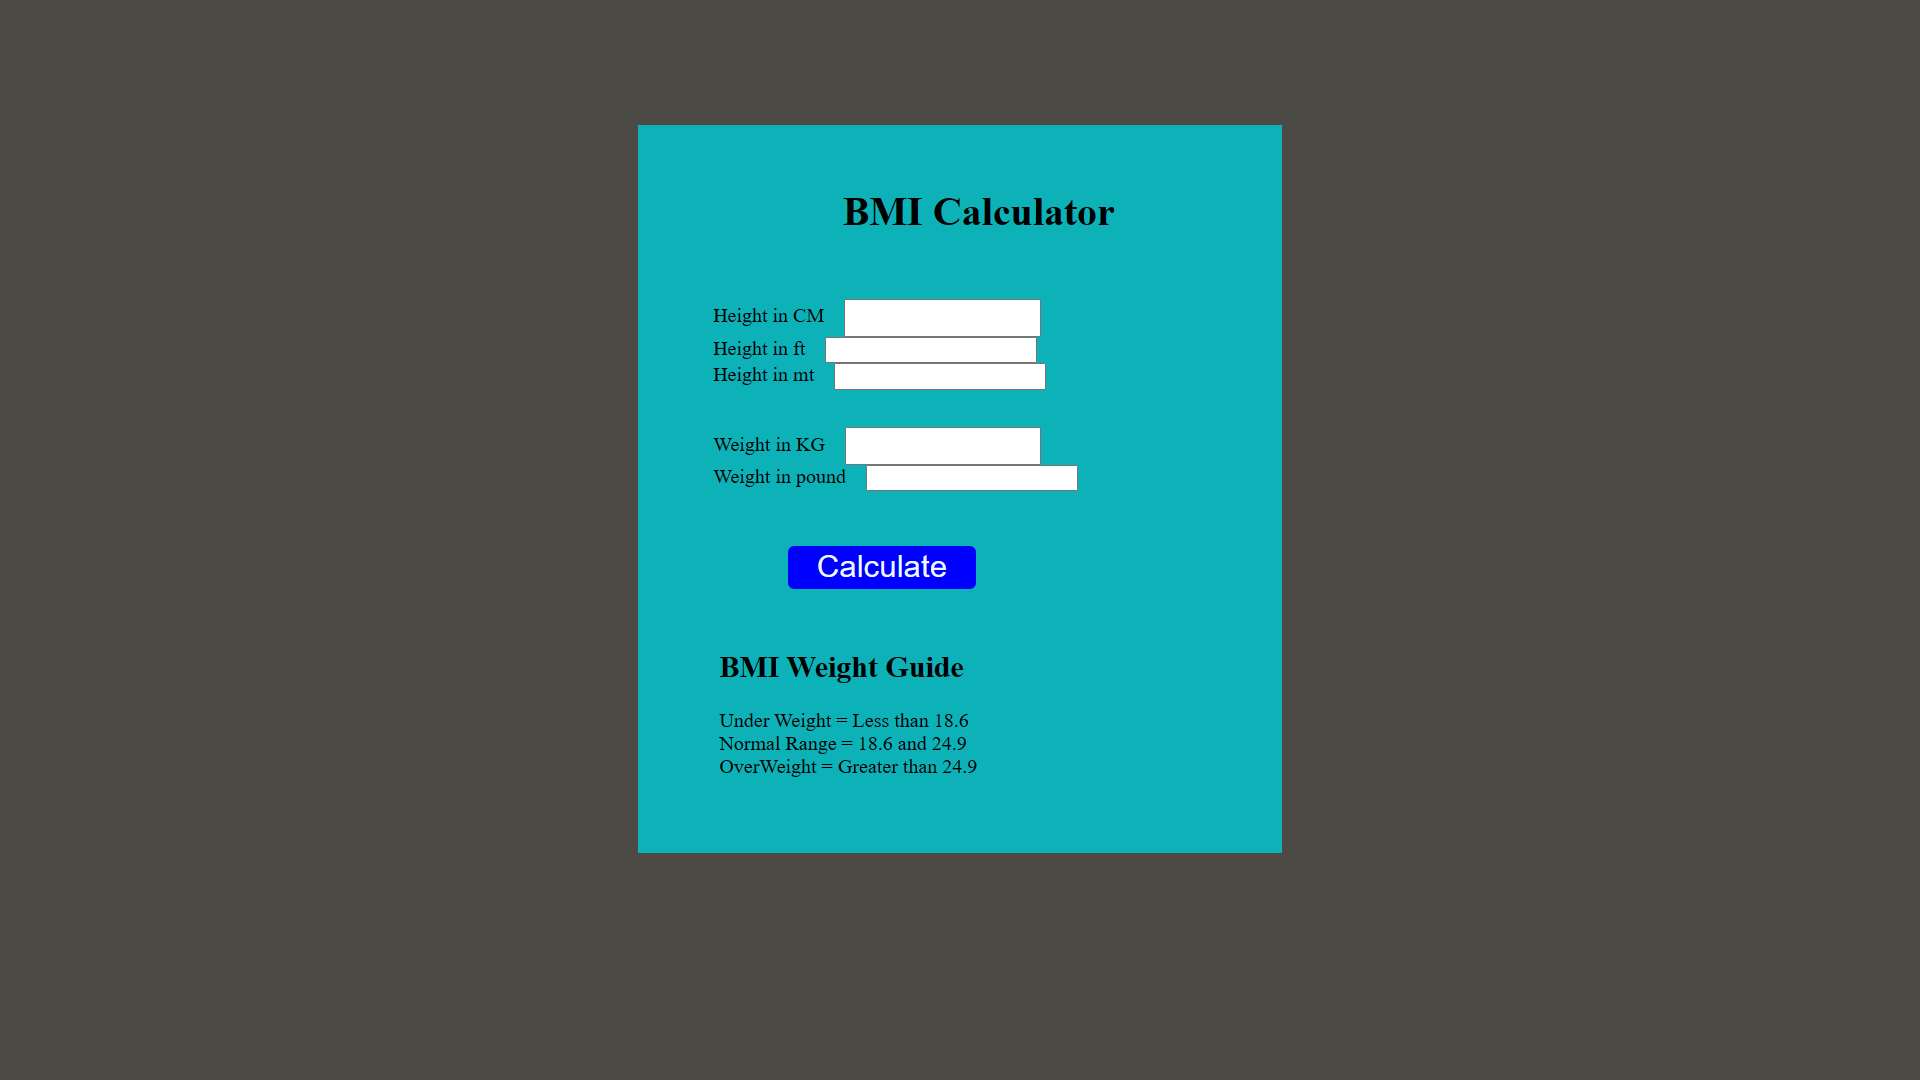 BMI Calculator
Height in CM
Height in ft
Height in mt
Weight in KG
Weight in pound
Calculate
BMI Weight Guide
Under Weight = Less than 18.6
Normal Range = 18.6 and 24.9
OverWeight = Greater than 24.9